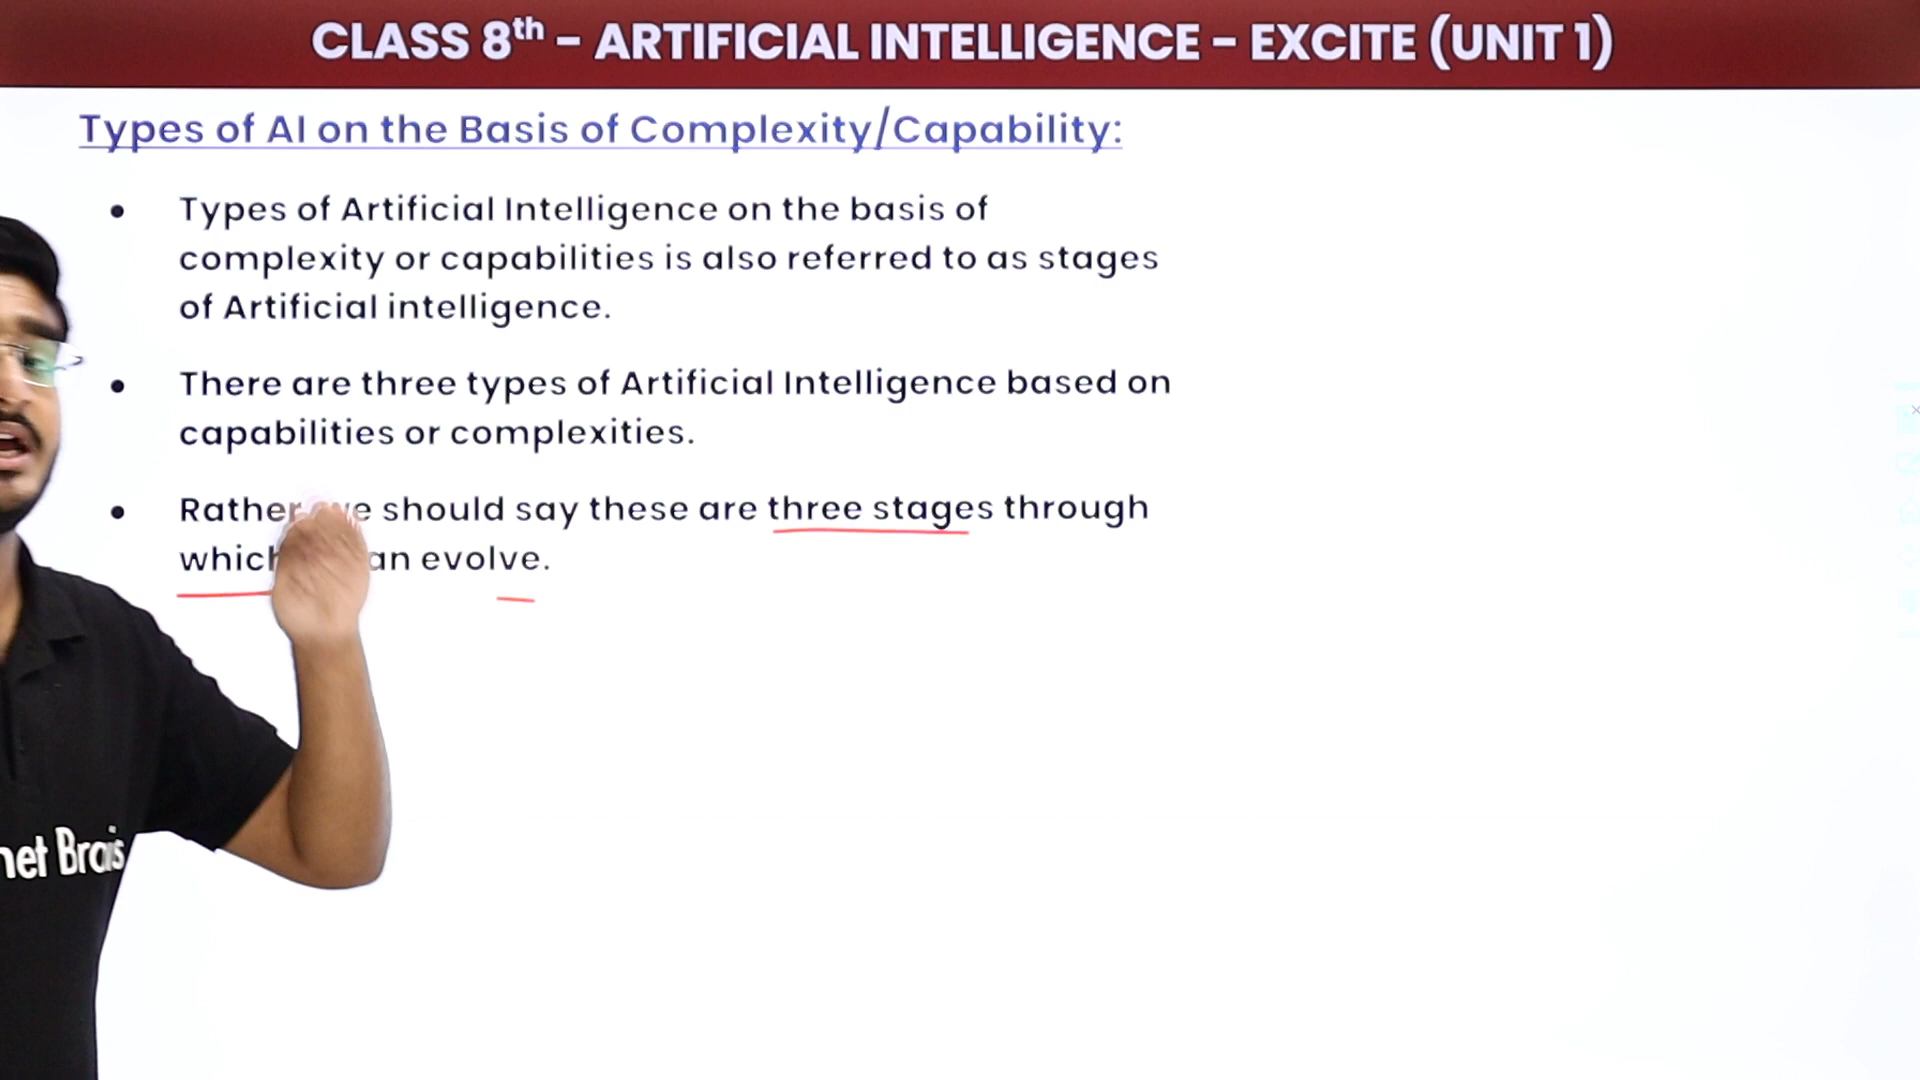 CLASS 8th - ARTIFICIAL INTELLIGENCE - EXCITE (UNIT 1)
Types of AI on the Basis of Complexity/Capability:
• Types of Artificial Intelligence on the basis of
complexity or capabilities is also referred to as stages
of Artificial intelligence.
• There are three types of Artificial Intelligence based on
capabilities or complexities.
• Rather we should say these are three stages through
which an evolve.
net Brains